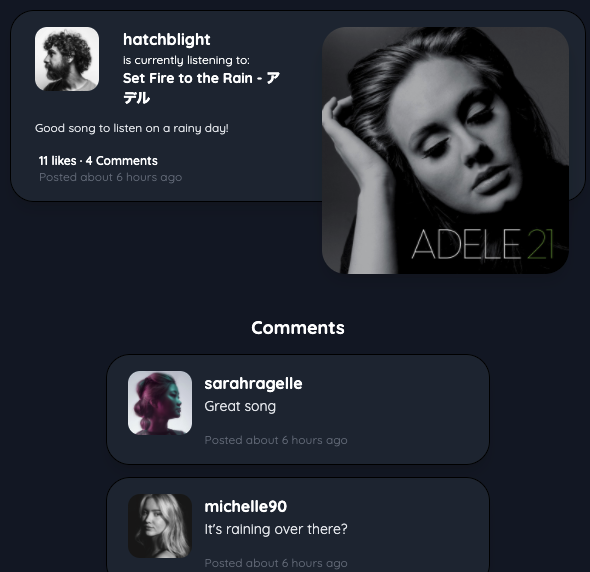 hatchblight
is currently listening to:
Set Fire to the Rain - ア
デル
Good song to listen on a rainy day!
11 likes · 4 Comments
Posted about 6 hours ago
ADELE 21
Comments
sarahragelle
Great song
Posted about 6 hours ago
michelle90
It's raining over there?
Posted about 6 hours ago